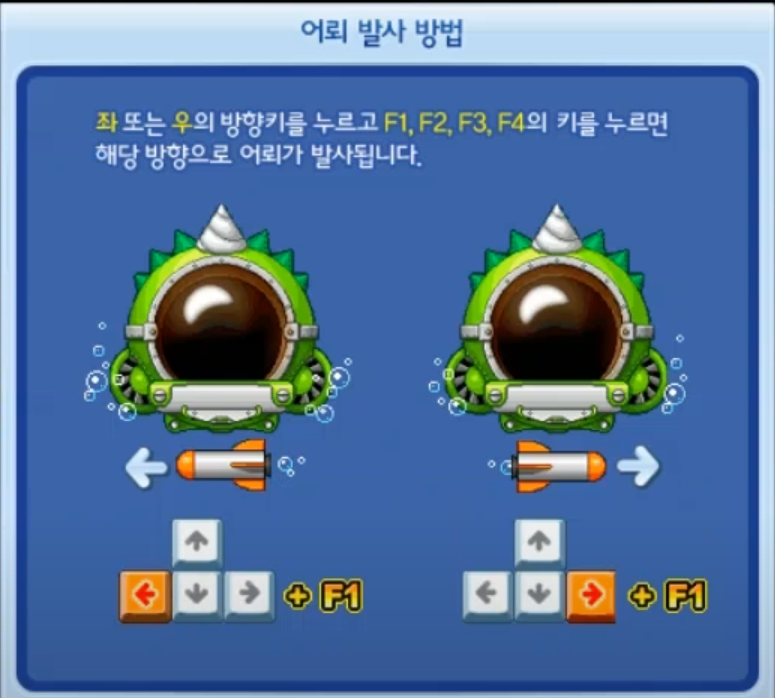 어뢰 발사 방법
좌 또는 우의 방향키를 누르고 F1, F2, F3, F4의 키를 누르면
해당 방향으로 어뢰가 발사됩니다.
+ F1
+ F1